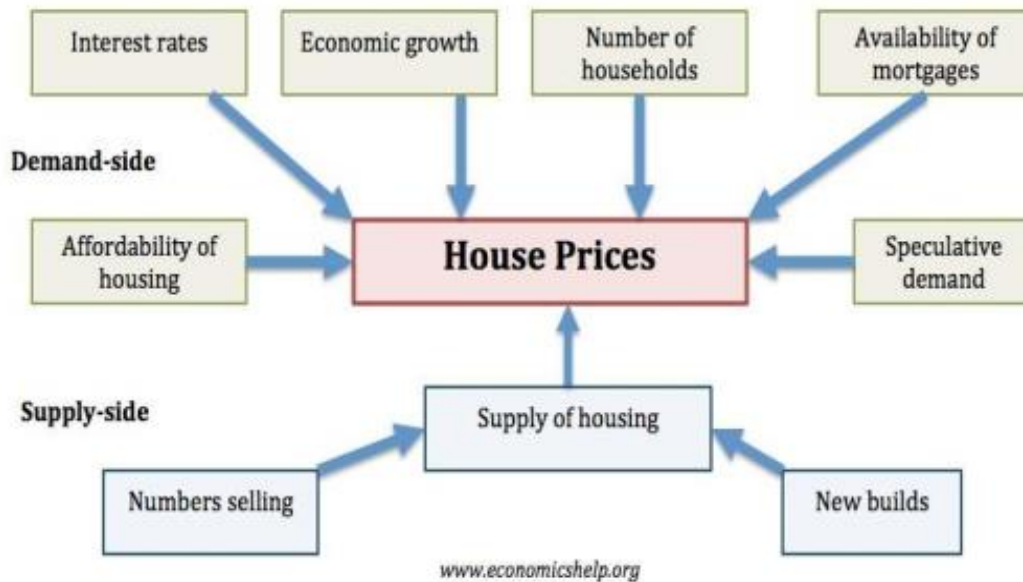 Interest rates
Economic growth
Number of
households
Availability of
mortgages
Demand-side
Affordability of
housing
House Prices
Speculative
demand
Supply-side
Supply of housing
Numbers selling
New builds
www.economicshelp.org